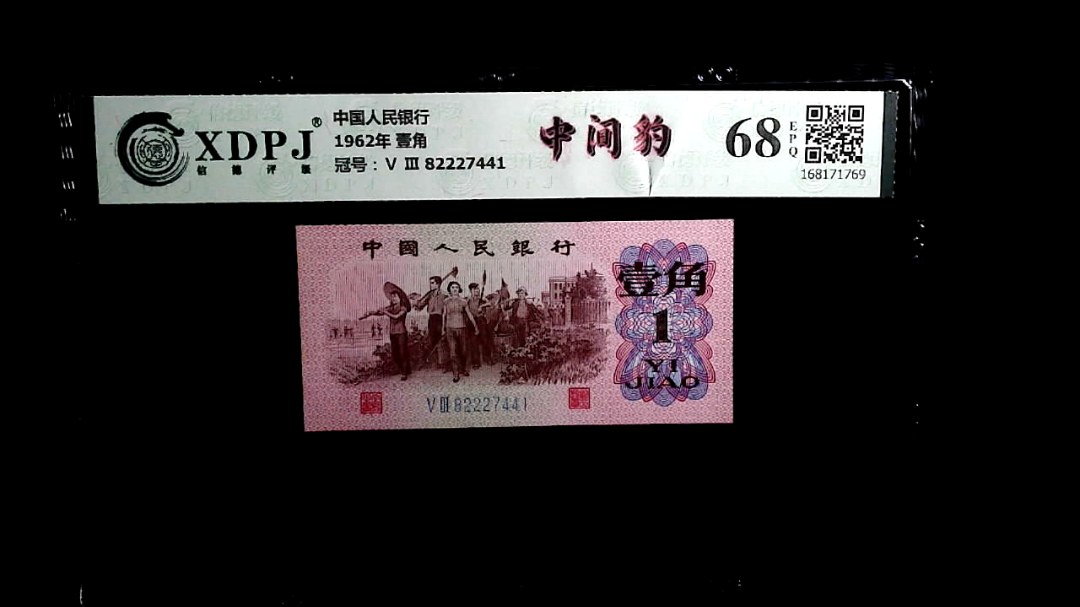 XDPJ®
信德评级
中国人民银行
1962年 壹角
冠号：V Ⅲ 82227441
中间豹
68
EPQ
168171769
中國人民銀行
壹角
1
YI
JIAO
V Ⅲ 82227441